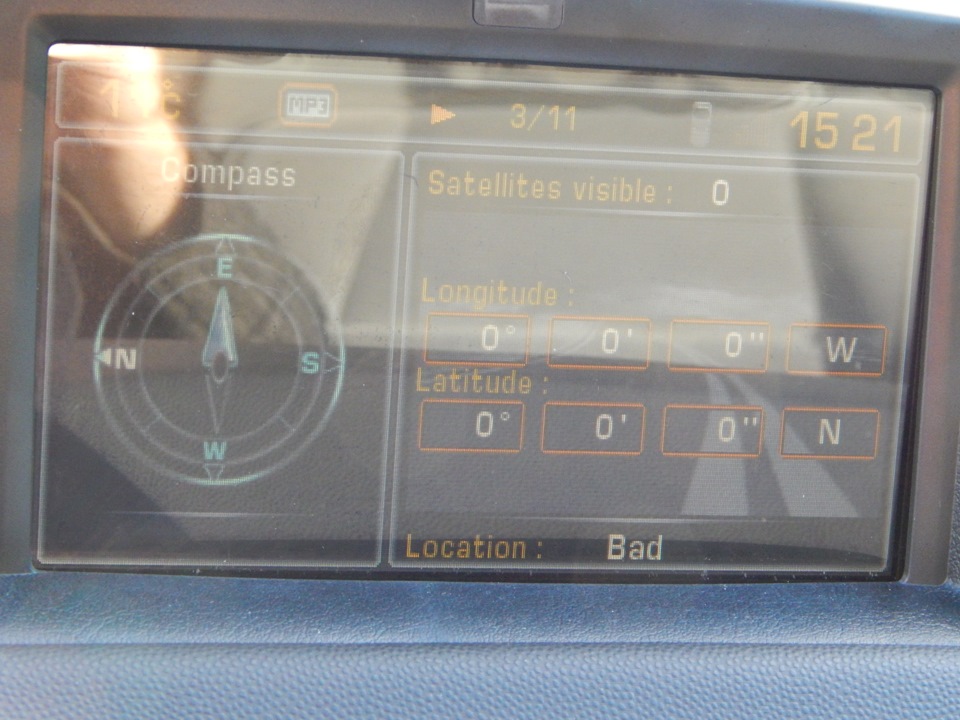 MP3 3/11 15 21
Compass
Satellites visible : 0
E
N S
W
Longitude :
0° 0' 0" W
Latitude :
0° 0' 0" N
Location : Bad